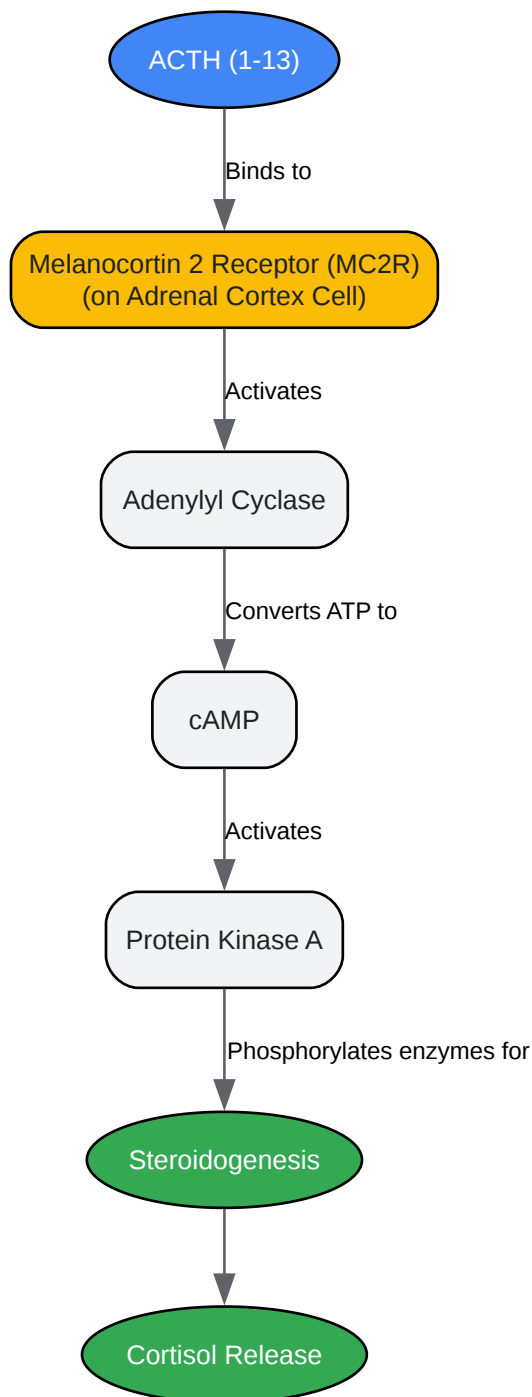 ACTH (1-13)
Binds to
Melanocortin 2 Receptor (MC2R)
(on Adrenal Cortex Cell)
Activates
Adenylyl Cyclase
Converts ATP to
cAMP
Activates
Protein Kinase A
Phosphorylates enzymes for
Steroidogenesis
Cortisol Release